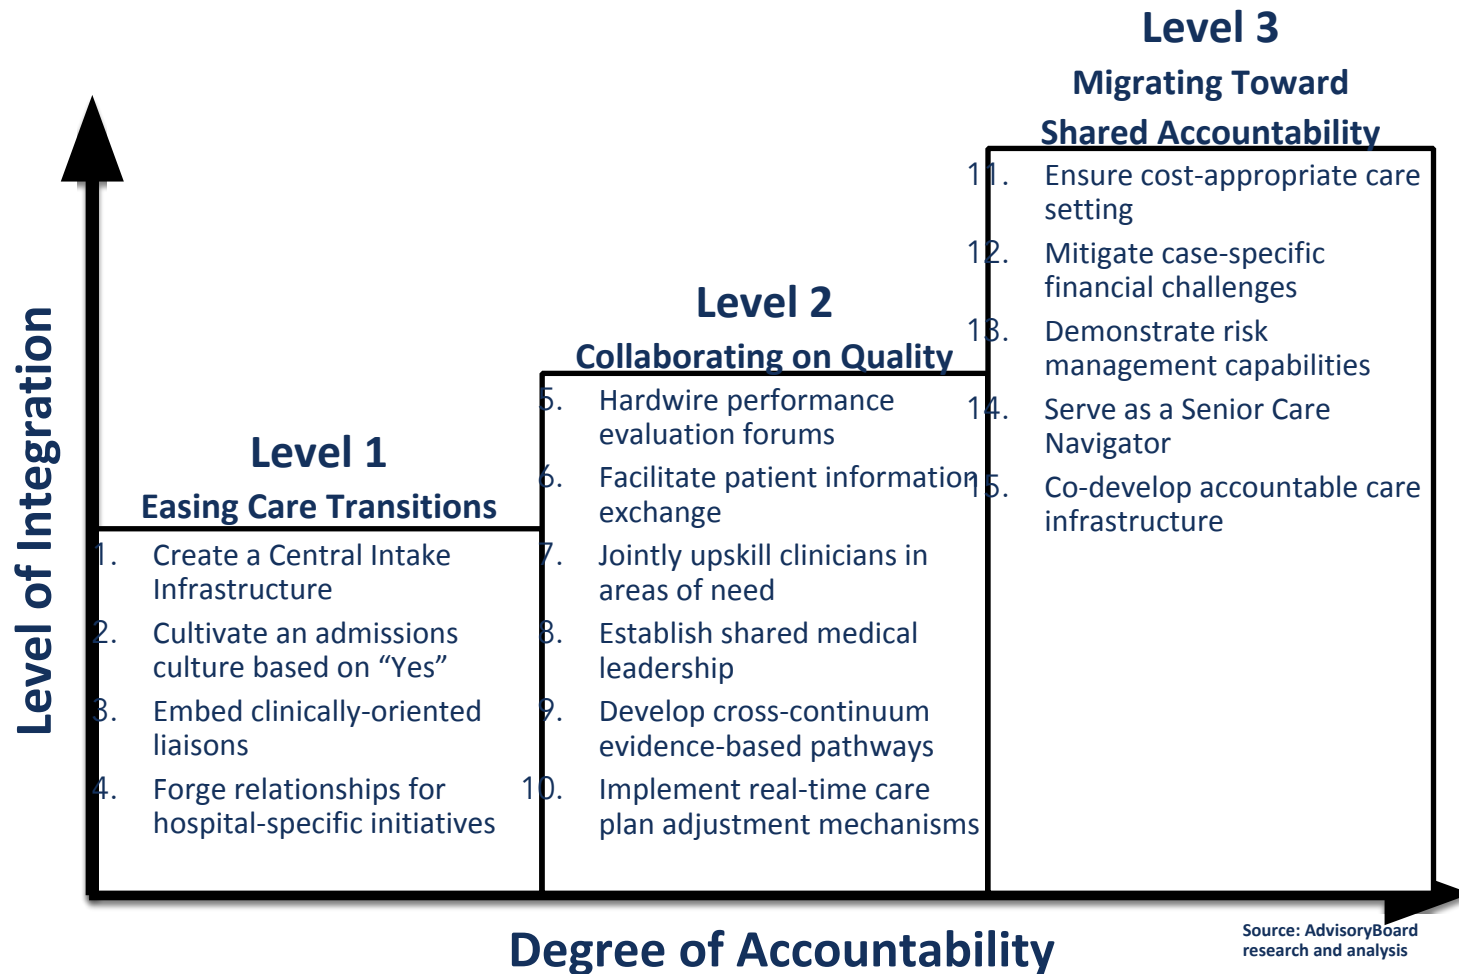 Level 3
Migrating Toward
Shared Accountability
11. Ensure cost-appropriate care
setting
12. Mitigate case-specific
financial challenges
13. Demonstrate risk
management capabilities
14. Serve as a Senior Care
Navigator
15. Co-develop accountable care
infrastructure
Level 2
Collaborating on Quality
5. Hardwire performance
evaluation forums
6. Facilitate patient information
exchange
7. Jointly upskill clinicians in
areas of need
8. Establish shared medical
leadership
9. Develop cross-continuum
evidence-based pathways
10. Implement real-time care
plan adjustment mechanisms
Level 1
Easing Care Transitions
1. Create a Central Intake
Infrastructure
2. Cultivate an admissions
culture based on “Yes”
3. Embed clinically-oriented
liaisons
4. Forge relationships for
hospital-specific initiatives
Level of Integration
Degree of Accountability
Source: AdvisoryBoard
research and analysis